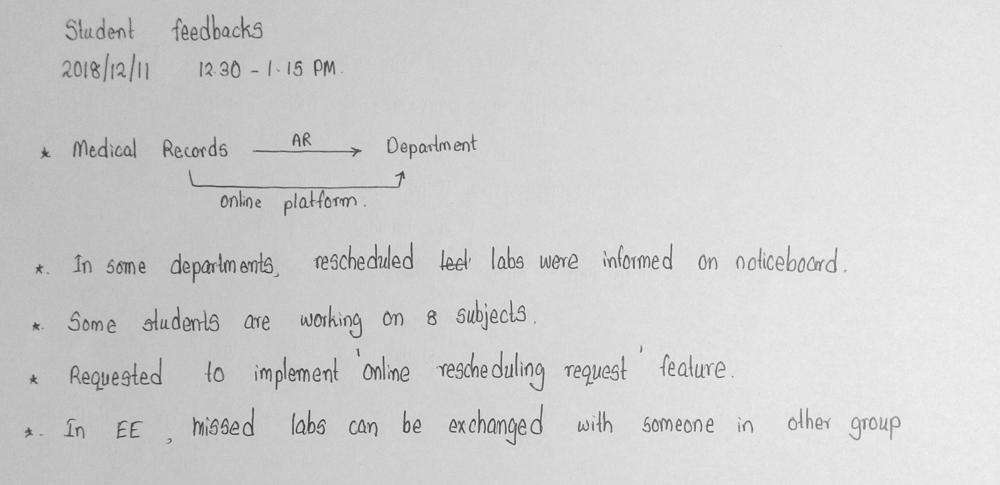 Student feedbacks
2018/12/11 12.30 - 1.15 PM.
* Medical Records AR Department
online platform.
*. In some departments, rescheduled lect labs were informed on noticeboard.
*. Some students are working on 8 subjects.
* Requested to implement 'online rescheduling request' feature.
*. In EE, missed labs can be exchanged with someone in other group